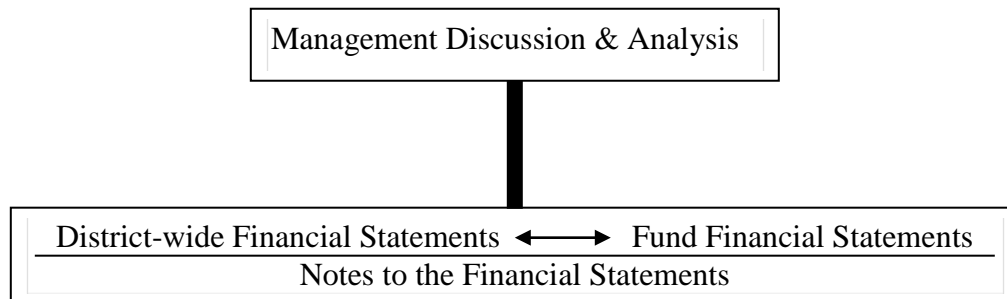 Management Discussion & Analysis
District-wide Financial Statements Fund Financial Statements
Notes to the Financial Statements